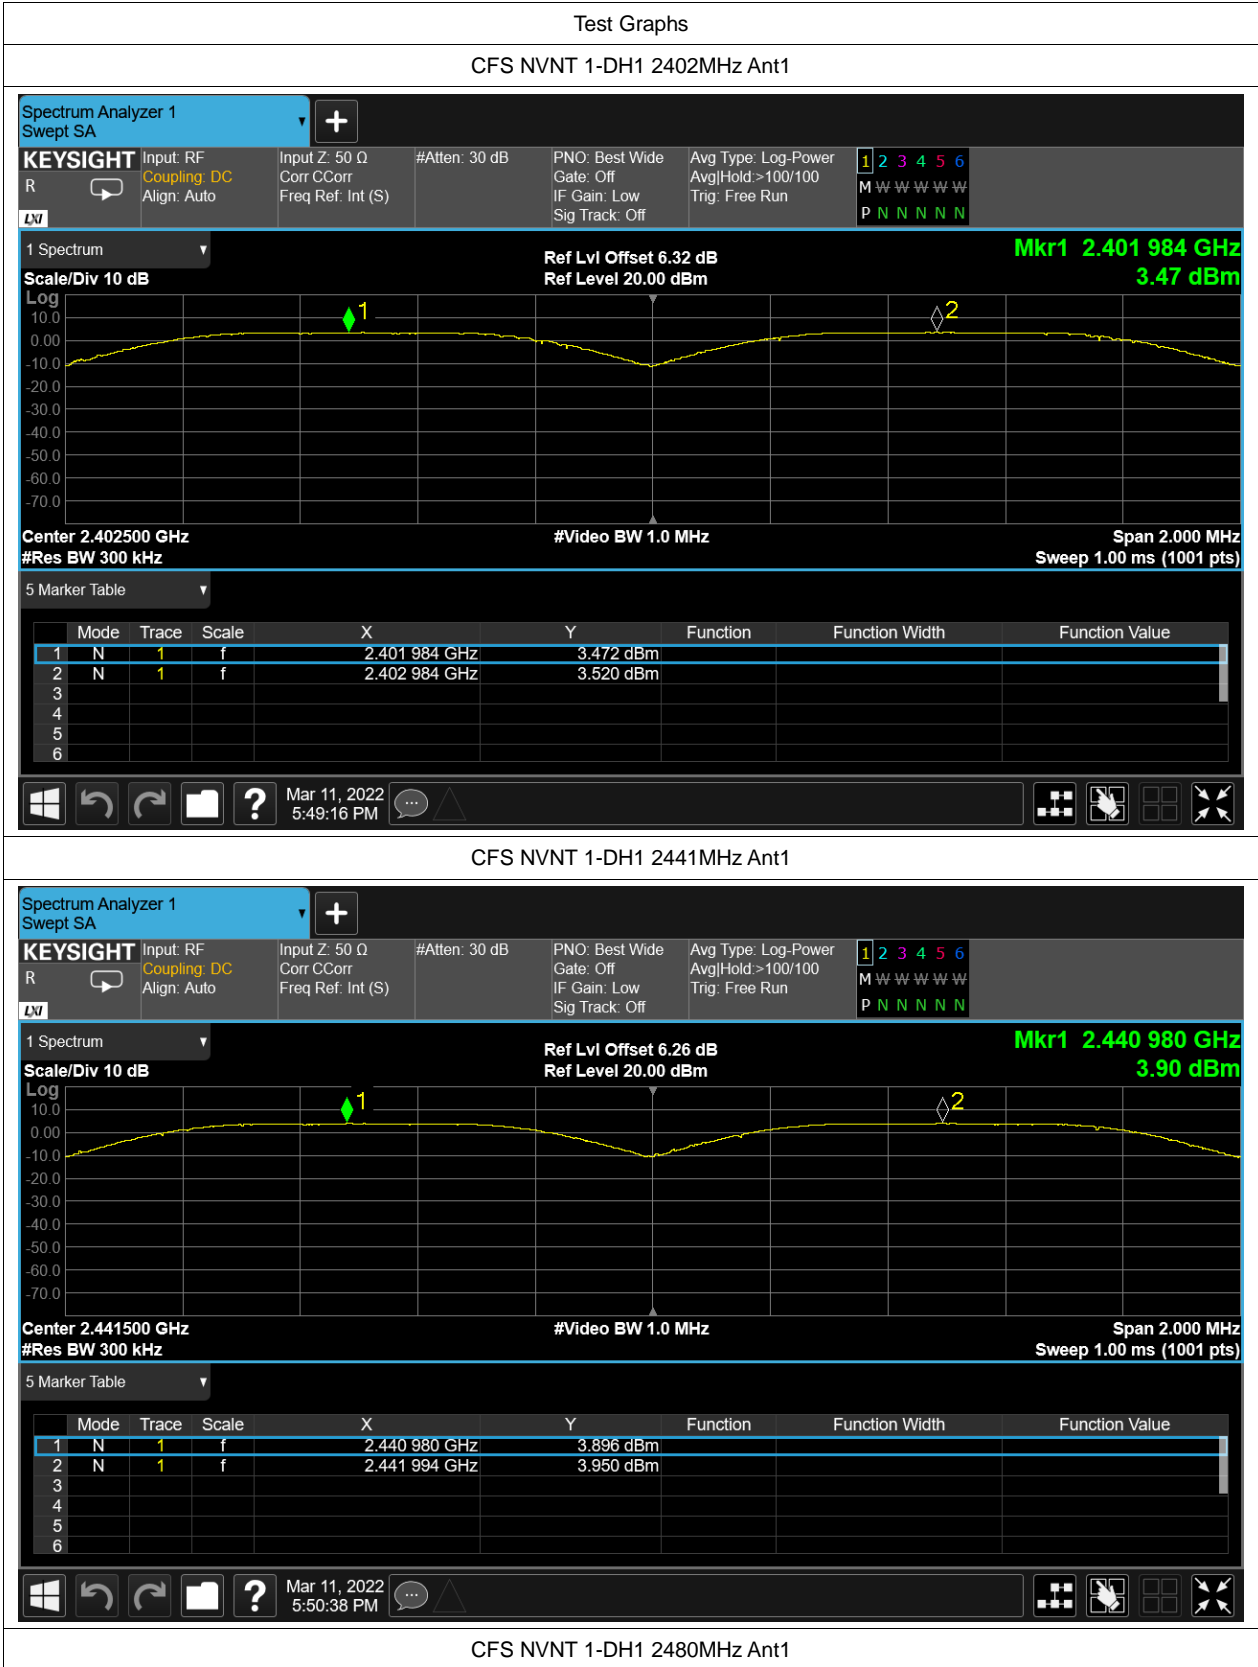 Test Graphs
CFS NVNT 1-DH1 2402MHz Ant1
Spectrum Analyzer 1
Swept SA
KEYSIGHT Input: RF Input Z: 50 Ω #Atten: 30 dB PNO: Best Wide Avg Type: Log-Power 1 2 3 4 5 6
R Coupling: DC Corr CCorr Gate: Off Avg|Hold:>100/100 M W W W W W
Align: Auto Freq Ref: Int (S) IF Gain: Low Trig: Free Run
LXI Sig Track: Off P N N N N N
1 Spectrum Ref Lvl Offset 6.32 dB Mkr1 2.401 984 GHz
Scale/Div 10 dB Ref Level 20.00 dBm 3.47 dBm
Log
1 2
10.0
0.00
-10.0
-20.0
-30.0
-40.0
-50.0
-60.0
-70.0
Center 2.402500 GHz #Video BW 1.0 MHz Span 2.000 MHz
#Res BW 300 kHz Sweep 1.00 ms (1001 pts)
5 Marker Table
Mode Trace Scale X Y Function Function Width Function Value
1 N 1 f 2.401 984 GHz 3.472 dBm
2 N 1 f 2.402 984 GHz 3.520 dBm
3
4
5
6
? Mar 11, 2022
5:49:16 PM
CFS NVNT 1-DH1 2441MHz Ant1
Spectrum Analyzer 1
Swept SA
KEYSIGHT Input: RF Input Z: 50 Ω #Atten: 30 dB PNO: Best Wide Avg Type: Log-Power 1 2 3 4 5 6
R Coupling: DC Corr CCorr Gate: Off Avg|Hold:>100/100 M W W W W W
Align: Auto Freq Ref: Int (S) IF Gain: Low Trig: Free Run
LXI Sig Track: Off P N N N N N
1 Spectrum Ref Lvl Offset 6.26 dB Mkr1 2.440 980 GHz
Scale/Div 10 dB Ref Level 20.00 dBm 3.90 dBm
Log
1 2
10.0
0.00
-10.0
-20.0
-30.0
-40.0
-50.0
-60.0
-70.0
Center 2.441500 GHz #Video BW 1.0 MHz Span 2.000 MHz
#Res BW 300 kHz Sweep 1.00 ms (1001 pts)
5 Marker Table
Mode Trace Scale X Y Function Function Width Function Value
1 N 1 f 2.440 980 GHz 3.896 dBm
2 N 1 f 2.441 994 GHz 3.950 dBm
3
4
5
6
? Mar 11, 2022
5:50:38 PM
CFS NVNT 1-DH1 2480MHz Ant1